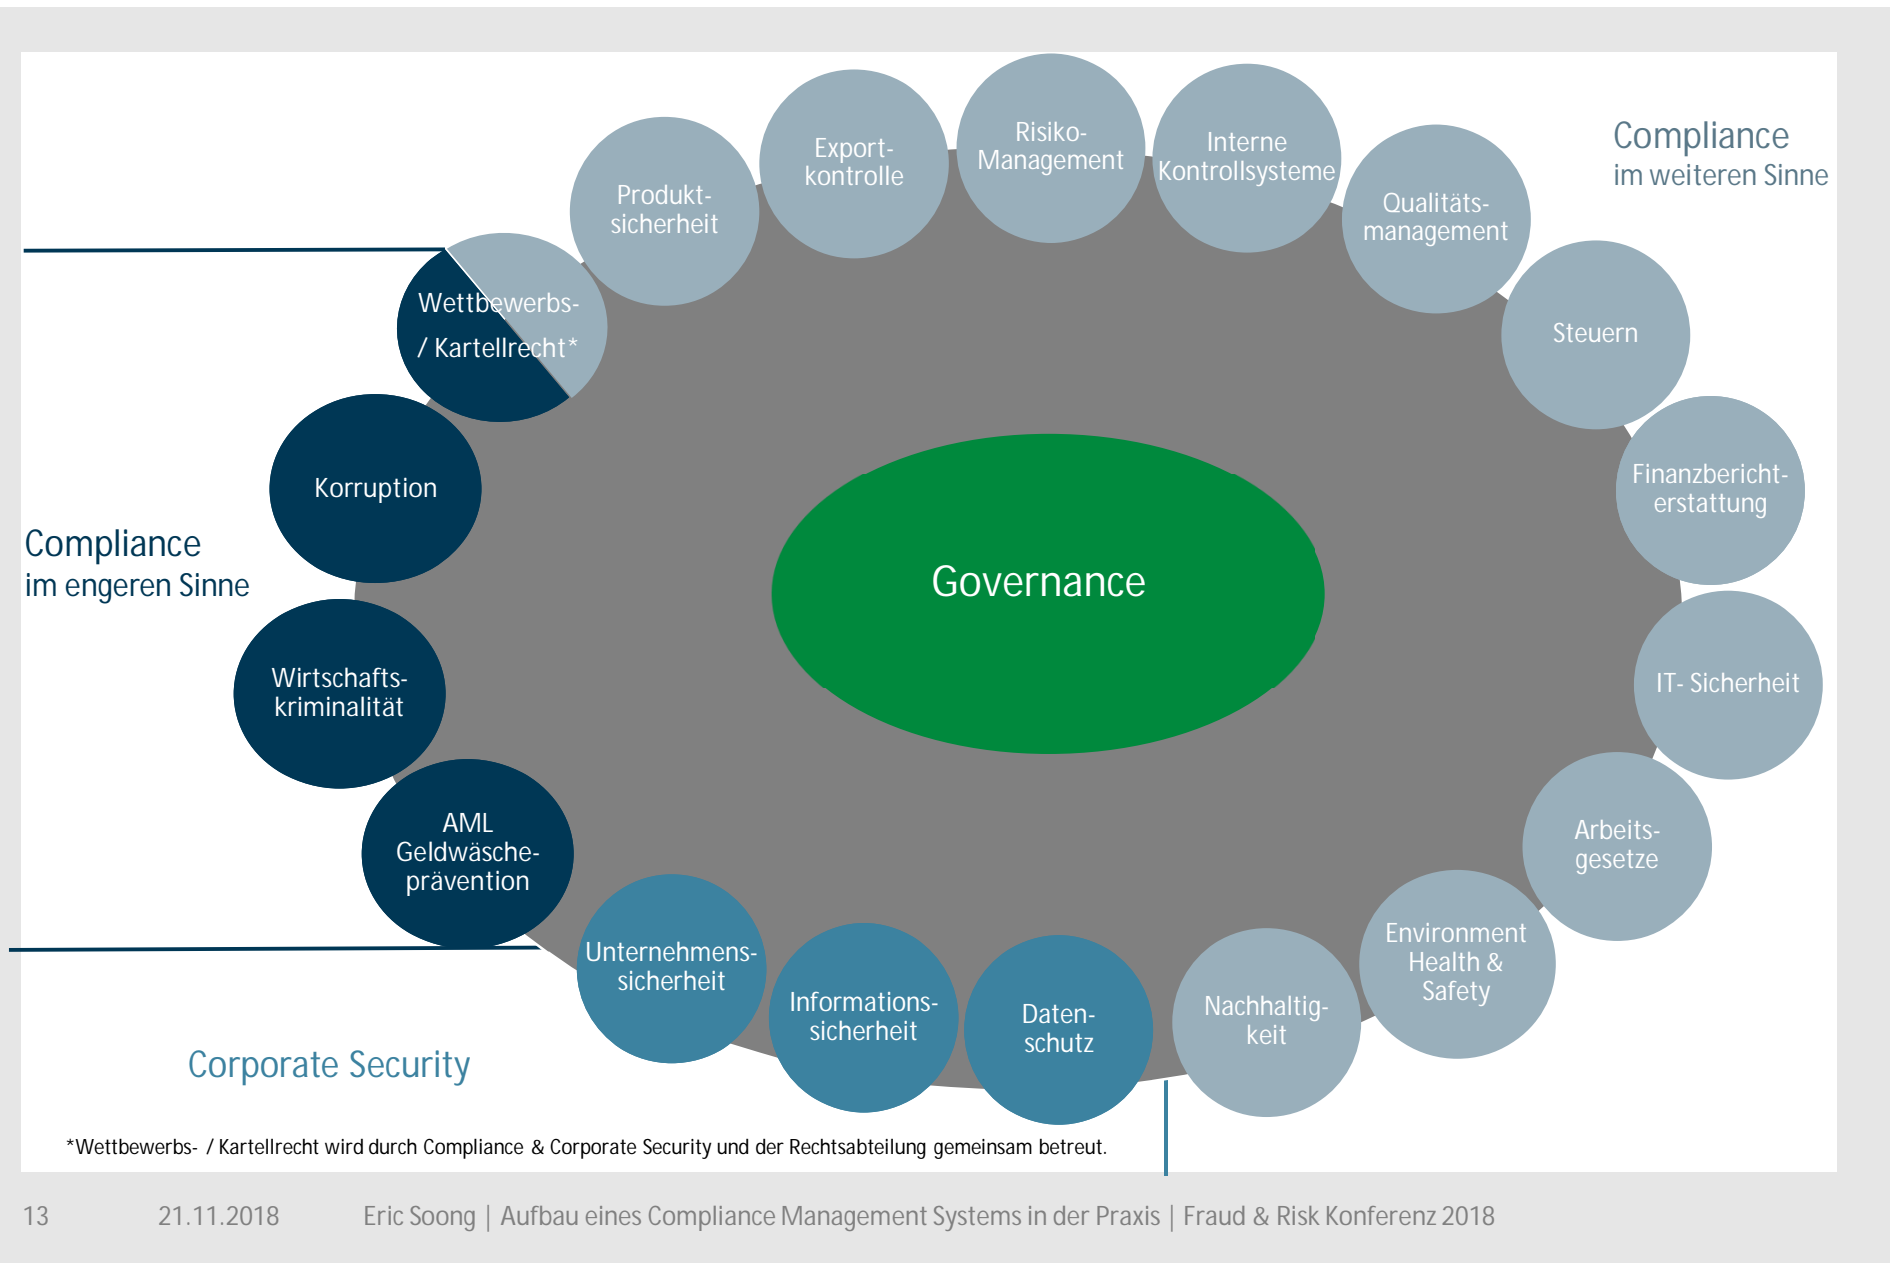 Compliance
im weiteren Sinne
Risiko-
Management
Interne
Kontrollsysteme
Export-
kontrolle
Produkt-
sicherheit
Qualitäts-
management
Wettbewerbs-
/ Kartellrecht*
Steuern
Korruption
Finanzbericht-
erstattung
Compliance
im engeren Sinne
Governance
Wirtschafts-
kriminalität
IT- Sicherheit
AML
Geldwäsche-
prävention
Arbeits-
gesetze
Unternehmens-
sicherheit
Informations-
sicherheit
Daten-
schutz
Nachhaltig-
keit
Environment
Health &
Safety
Corporate Security
*Wettbewerbs- / Kartellrecht wird durch Compliance & Corporate Security und der Rechtsabteilung gemeinsam betreut.
13 21.11.2018 Eric Soong | Aufbau eines Compliance Management Systems in der Praxis | Fraud & Risk Konferenz 2018